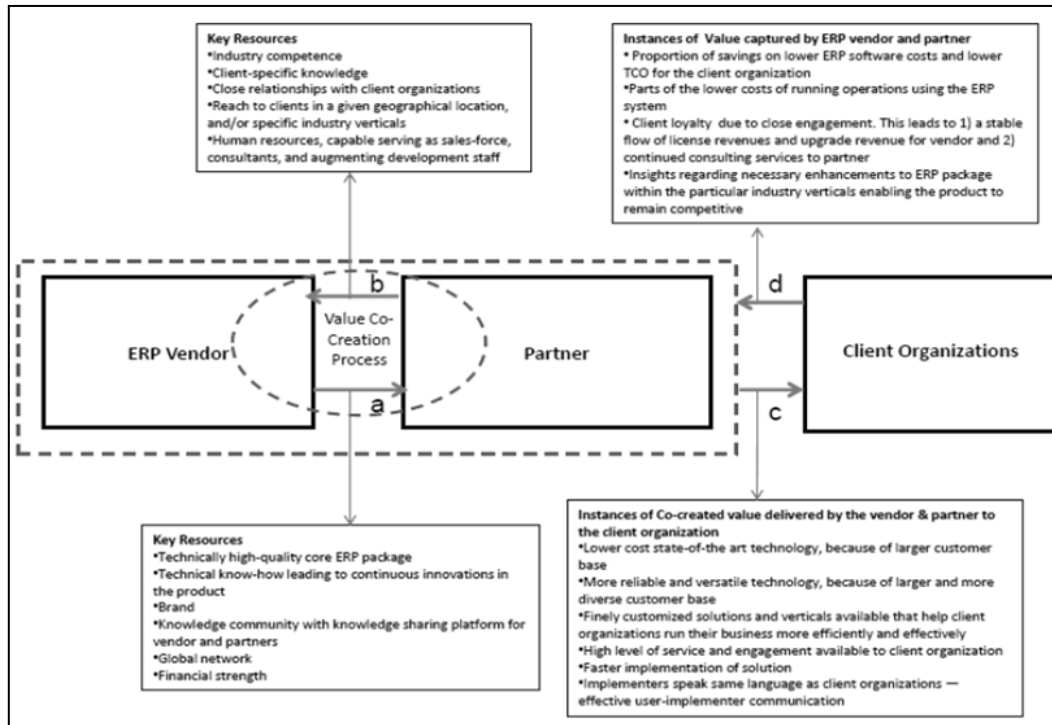 Key Resources
•Industry competence
•Client-specific knowledge
•Close relationships with client organizations
•Reach to clients in a given geographical location,
and/or specific industry verticals
•Human resources, capable serving as sales-force,
consultants, and augmenting development staff
Instances of Value captured by ERP vendor and partner
• Proportion of savings on lower ERP software costs and lower
TCO for the client organization
•Parts of the lower costs of running operations using the ERP
system
• Client loyalty due to close engagement. This leads to 1) a stable
flow of license revenues and upgrade revenue for vendor and 2)
continued consulting services to partner
•Insights regarding necessary enhancements to ERP package
within the particular industry verticals enabling the product to
remain competitive
ERP Vendor
b
Value Co-
Creation
Process
a
Partner
d
c
Client Organizations
Key Resources
•Technically high-quality core ERP package
•Technical know-how leading to continuous innovations in
the product
•Brand
•Knowledge community with knowledge sharing platform for
vendor and partners
•Global network
•Financial strength
Instances of Co-created value delivered by the vendor & partner to
the client organization
•Lower cost state-of-the art technology, because of larger customer
base
•More reliable and versatile technology, because of larger and more
diverse customer base
•Finely customized solutions and verticals available that help client
organizations run their business more efficiently and effectively
•High level of service and engagement available to client organization
•Faster implementation of solution
•Implementers speak same language as client organizations —
effective user-implementer communication